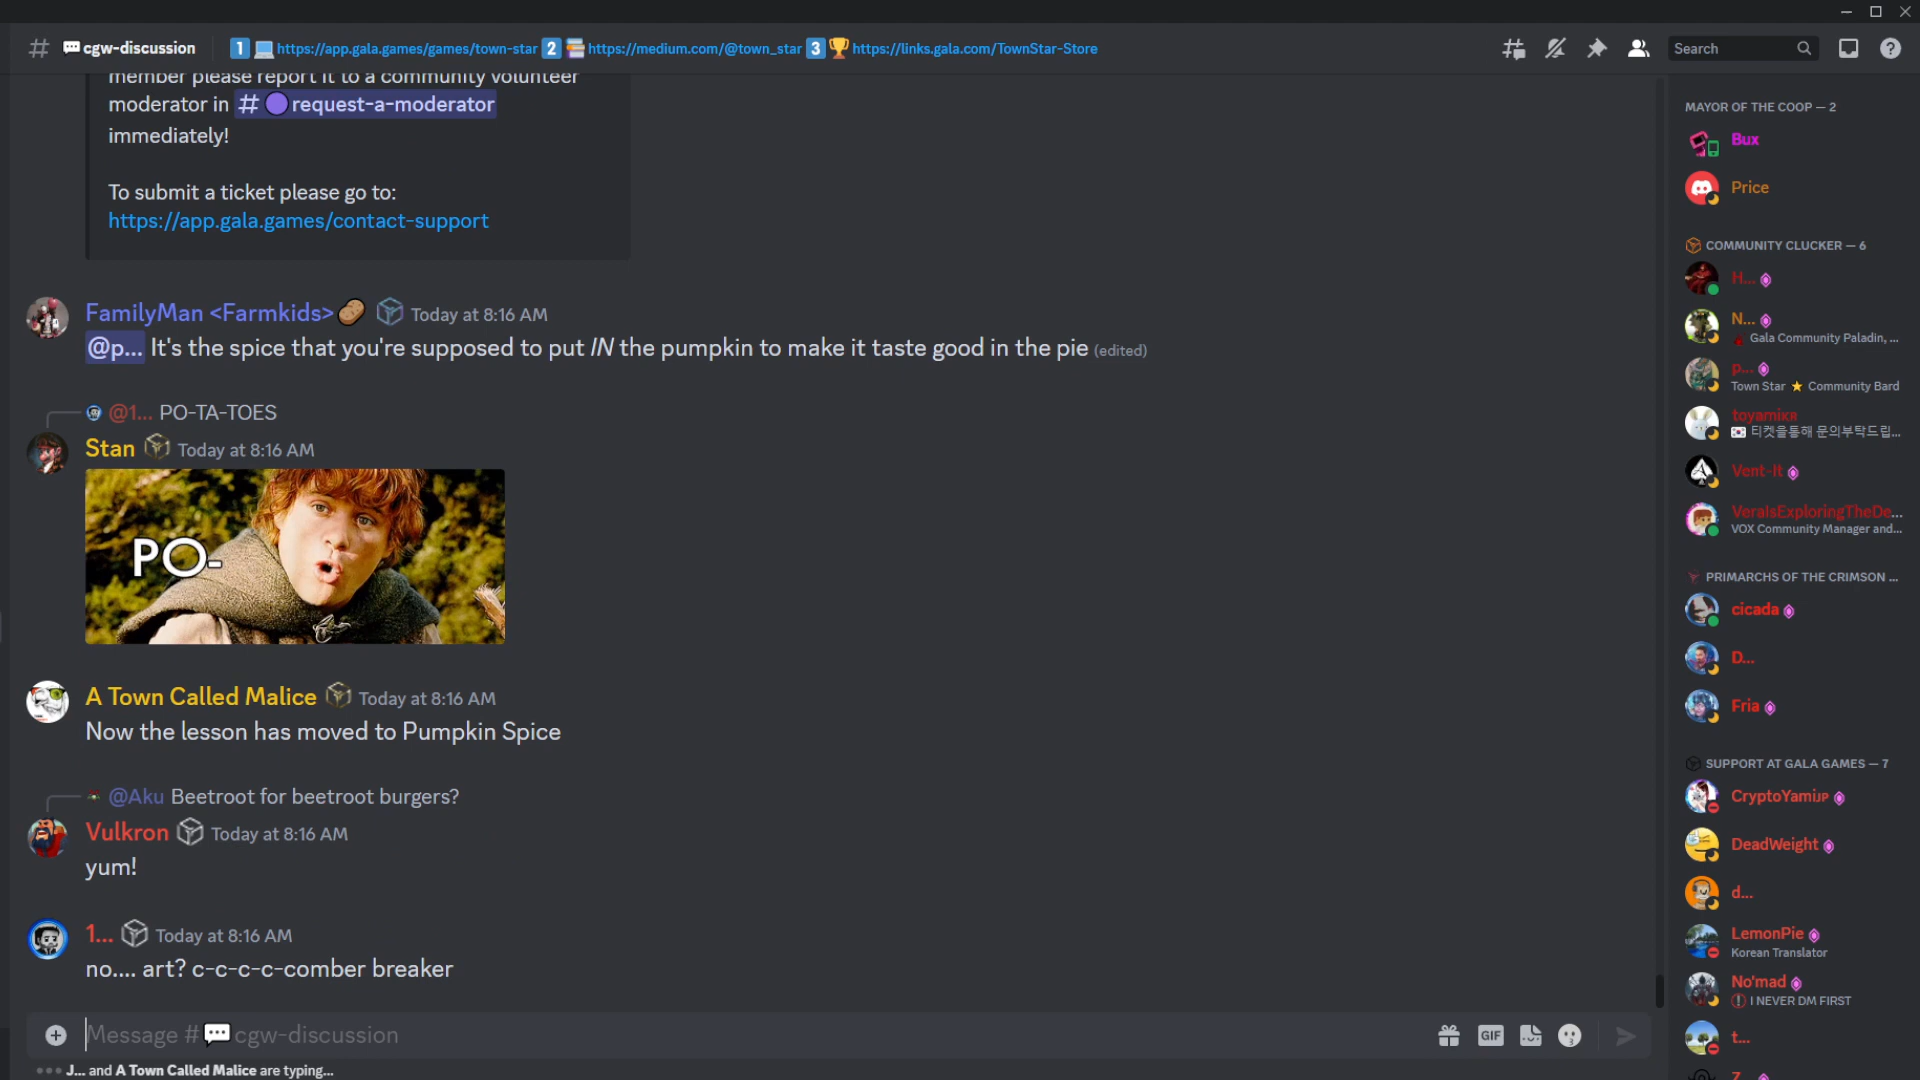 cgw-discussion
1 https://app.gala.games/games/town-star 2 https://medium.com/@town_star 3 https://links.gala.com/TownStar-Store
Search
member please report it to a community volunteer
moderator in # request-a-moderator
immediately!
To submit a ticket please go to:
https://app.gala.games/contact-support
FamilyMan <Farmkids> Today at 8:16 AM
@p... It's the spice that you're supposed to put IN the pumpkin to make it taste good in the pie (edited)
@1... PO-TA-TOES
Stan Today at 8:16 AM
PO-
A Town Called Malice Today at 8:16 AM
Now the lesson has moved to Pumpkin Spice
@Aku Beetroot for beetroot burgers?
Vulkron Today at 8:16 AM
yum!
1... Today at 8:16 AM
no.... art? c-c-c-c-comber breaker
Message # cgw-discussion
GIF
J... and A Town Called Malice are typing...
MAYOR OF THE COOP — 2
Bux
Price
COMMUNITY CLUCKER — 6
H...
N...
Gala Community Paladin, ...
p...
Town Star ⭐ Community Bard
toyamiKR
🇰🇷 티켓을통해 문의부탁드립...
Vent-It
VeraIsExploringTheDe...
VOX Community Manager and...
PRIMARCHS OF THE CRIMSON ...
cicada
D...
Fria
SUPPORT AT GALA GAMES — 7
CryptoYamiJP
DeadWeight
d...
LemonPie
Korean Translator
No'mad
I NEVER DM FIRST
t...